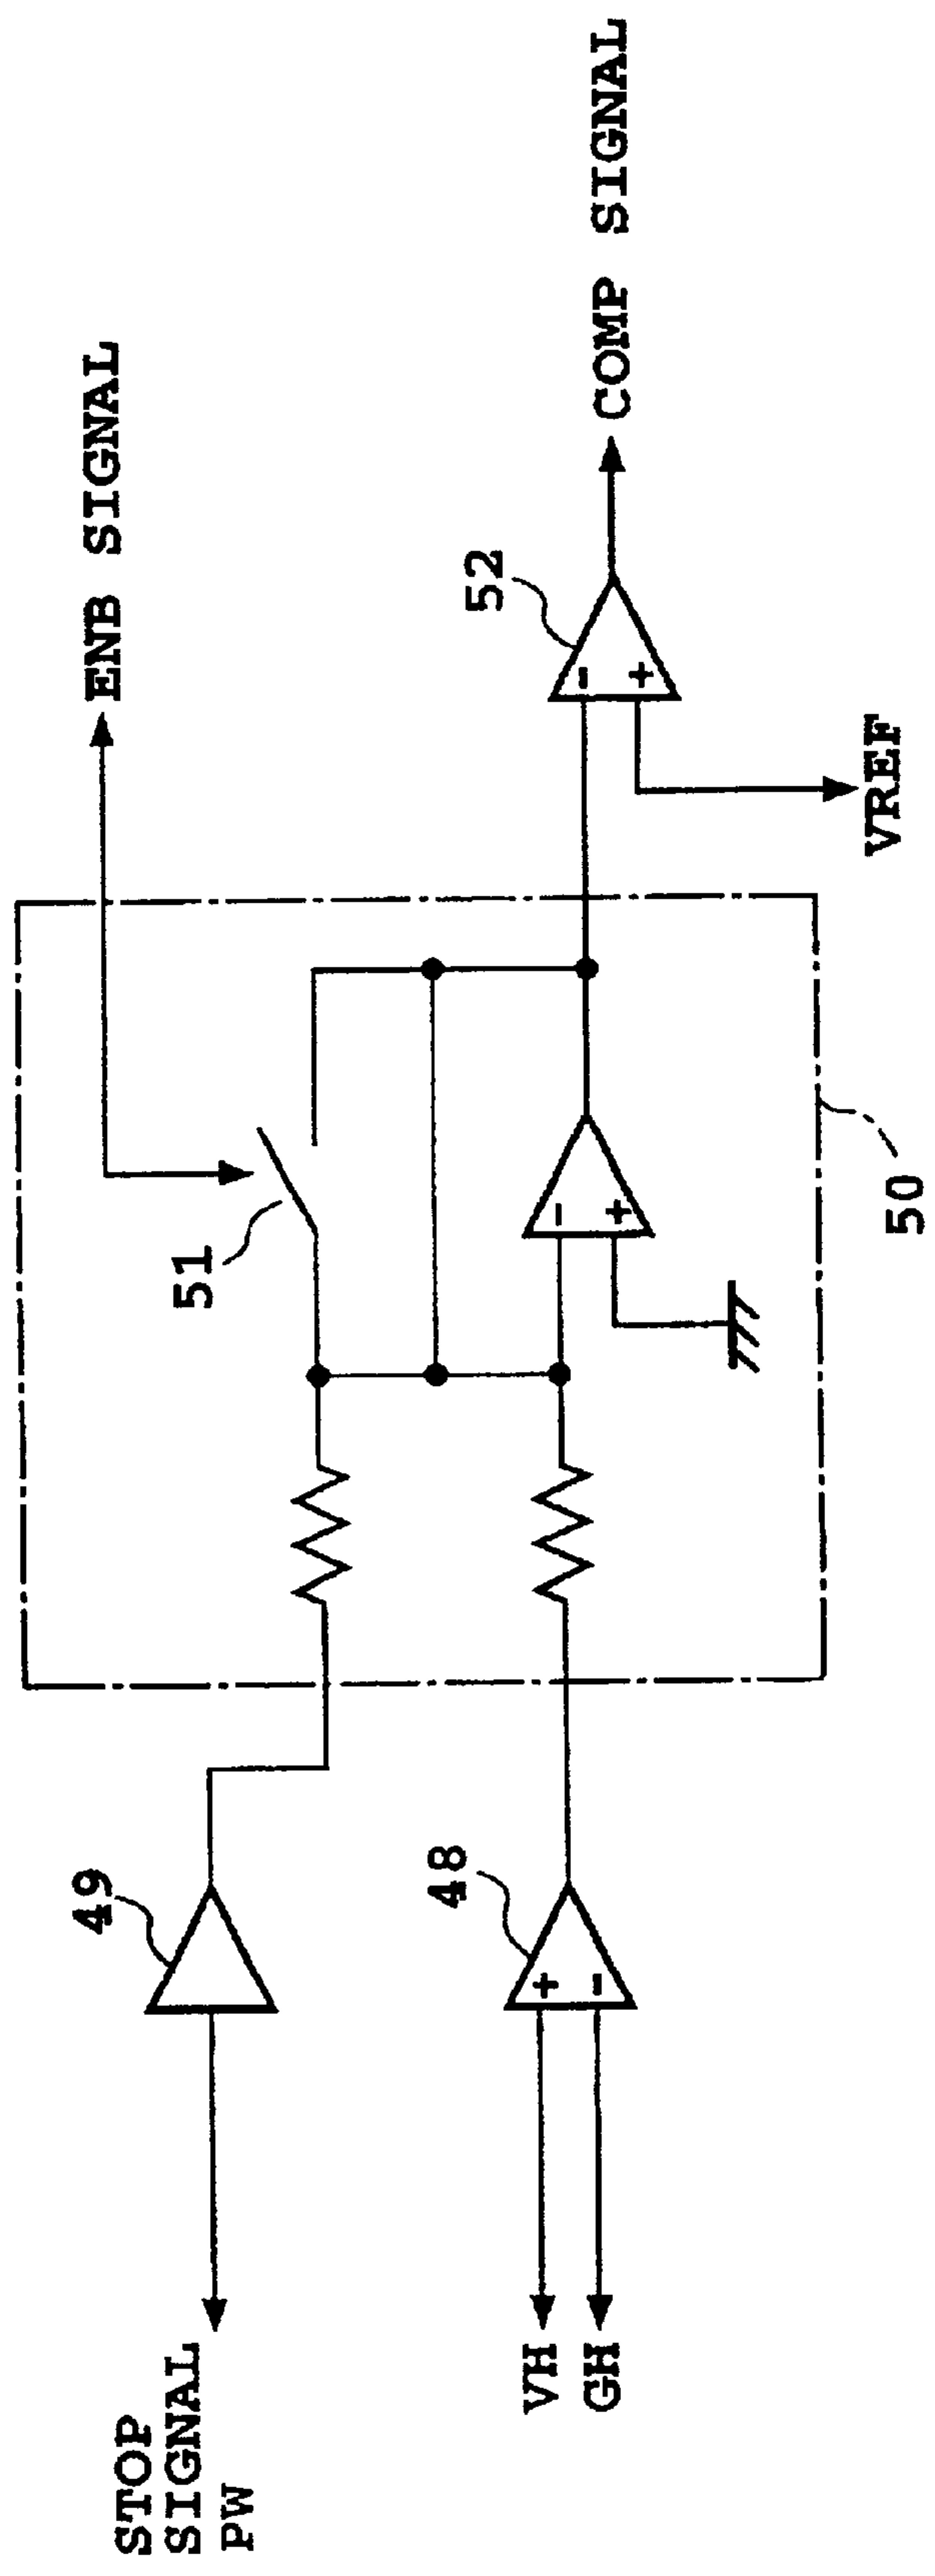 STOP
SIGNAL
PW
49
VH
GH
48
51
ENB SIGNAL
- +
+ -
50
52
- +
VREF
COMP SIGNAL